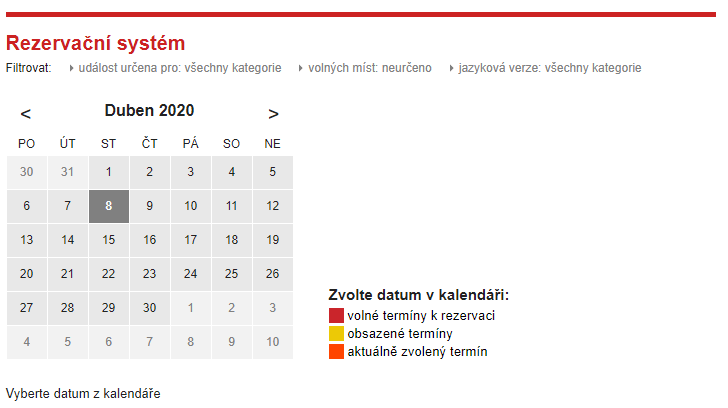 Rezervační systém
Filtrovat: událost určena pro: všechny kategorie volných míst: neurčeno jazyková verze: všechny kategorie
< Duben 2020 >
PO ÚT ST ČT PÁ SO NE
30 31 1 2 3 4 5
6 7 8 9 10 11 12
13 14 15 16 17 18 19
20 21 22 23 24 25 26
27 28 29 30 1 2 3
4 5 6 7 8 9 10
Zvolte datum v kalendáři:
volné termíny k rezervaci
obsazené termíny
aktuálně zvolený termín
Vyberte datum z kalendáře